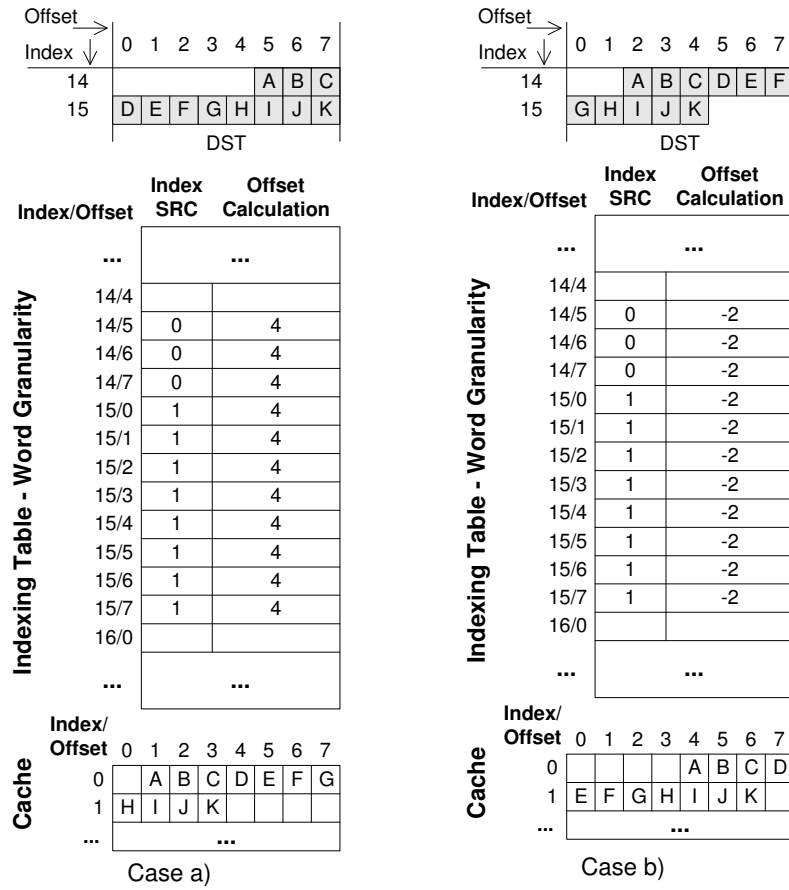 Offset
Index
0 1 2 3 4 5 6 7
14 A B C
15 D E F G H I J K
DST
Index/Offset
Index SRC
Offset Calculation
Indexing Table - Word Granularity
... ...
14/4
14/5 0 4
14/6 0 4
14/7 0 4
15/0 1 4
15/1 1 4
15/2 1 4
15/3 1 4
15/4 1 4
15/5 1 4
15/6 1 4
15/7 1 4
16/0
... ...
Cache
Index/
Offset 0 1 2 3 4 5 6 7
0 A B C D E F G
1 H I J K
... ...
Case a)
Offset
Index
0 1 2 3 4 5 6 7
14 A B C D E F
15 G H I J K
DST
Index/Offset
Index SRC
Offset Calculation
Indexing Table - Word Granularity
... ...
14/4
14/5 0 -2
14/6 0 -2
14/7 0 -2
15/0 1 -2
15/1 1 -2
15/2 1 -2
15/3 1 -2
15/4 1 -2
15/5 1 -2
15/6 1 -2
15/7 1 -2
16/0
... ...
Cache
Index/
Offset 0 1 2 3 4 5 6 7
0 A B C D
1 E F G H I J K
... ...
Case b)